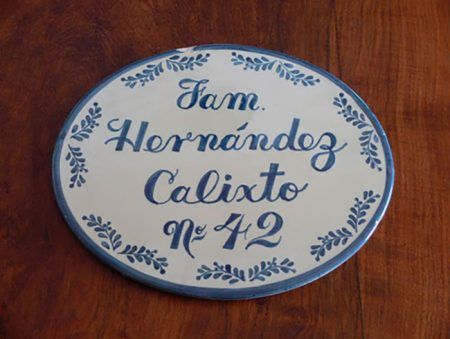 Fam.
Hernández
Calixto
Nº 42